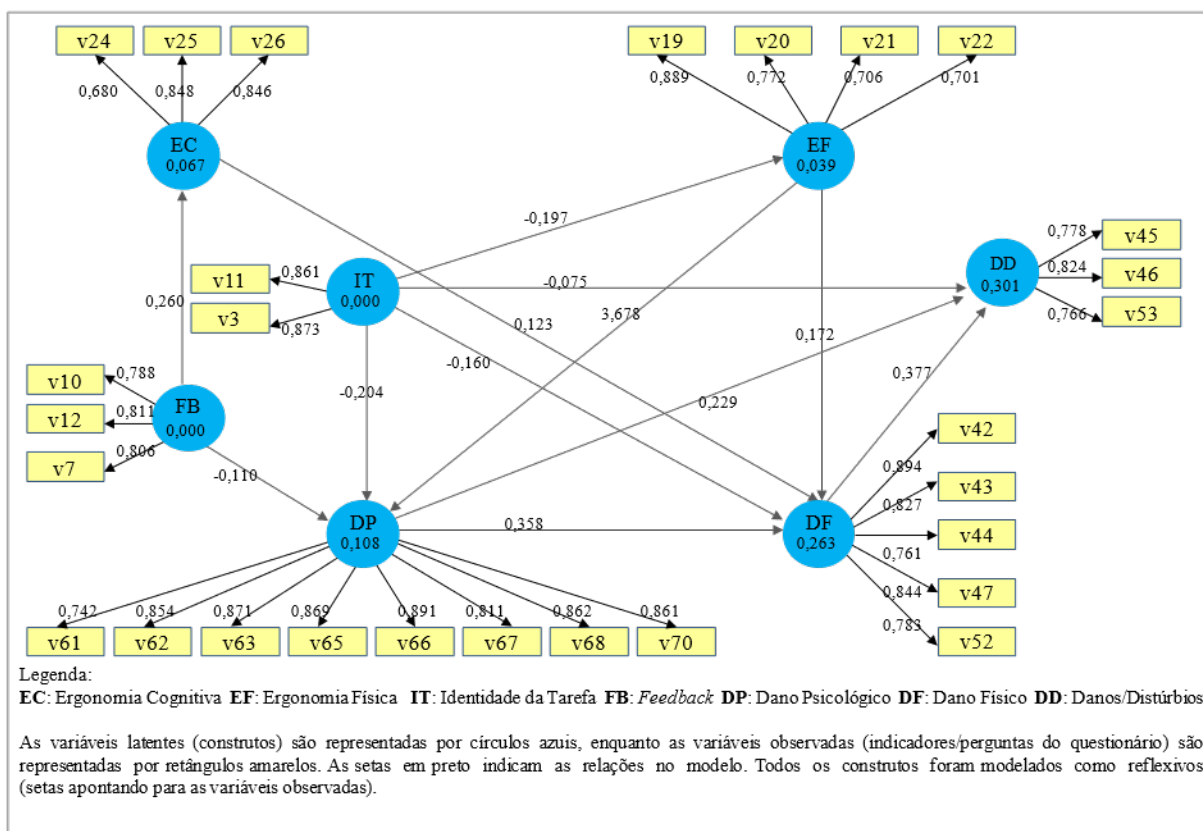 v24 v25 v26
v19 v20 v21 v22
0,680 0,848 0,846
0,889 0,772 0,706 0,701
EC
0,067
EF
0,039
-0,197
v11 0,861
IT
0,000
v3 0,873
-0,075
DD
0,301
0,778 v45
0,824 v46
0,766 v53
0,260
3,678
0,123
0,172
-0,160
0,377
-0,204
0,229
v10 0,788
v12 0,811
v7 0,806
FB
0,000
-0,110
DP
0,108
0,358
DF
0,263
0,894 v42
0,827 v43
v44
0,761
0,844 v47
0,783 v52
0,742 0,854 0,871 0,869 0,891 0,811 0,862 0,861
v61 v62 v63 v65 v66 v67 v68 v70
Legenda:
EC: Ergonomia Cognitiva EF: Ergonomia Física IT: Identidade da Tarefa FB: Feedback DP: Dano Psicológico DF: Dano Físico DD: Danos/Distúrbios
As variáveis latentes (construtos) são representadas por círculos azuis, enquanto as variáveis observadas (indicadores/perguntas do questionário) são
representadas por retângulos amarelos. As setas em preto indicam as relações no modelo. Todos os construtos foram modelados como reflexivos
(setas apontando para as variáveis observadas).